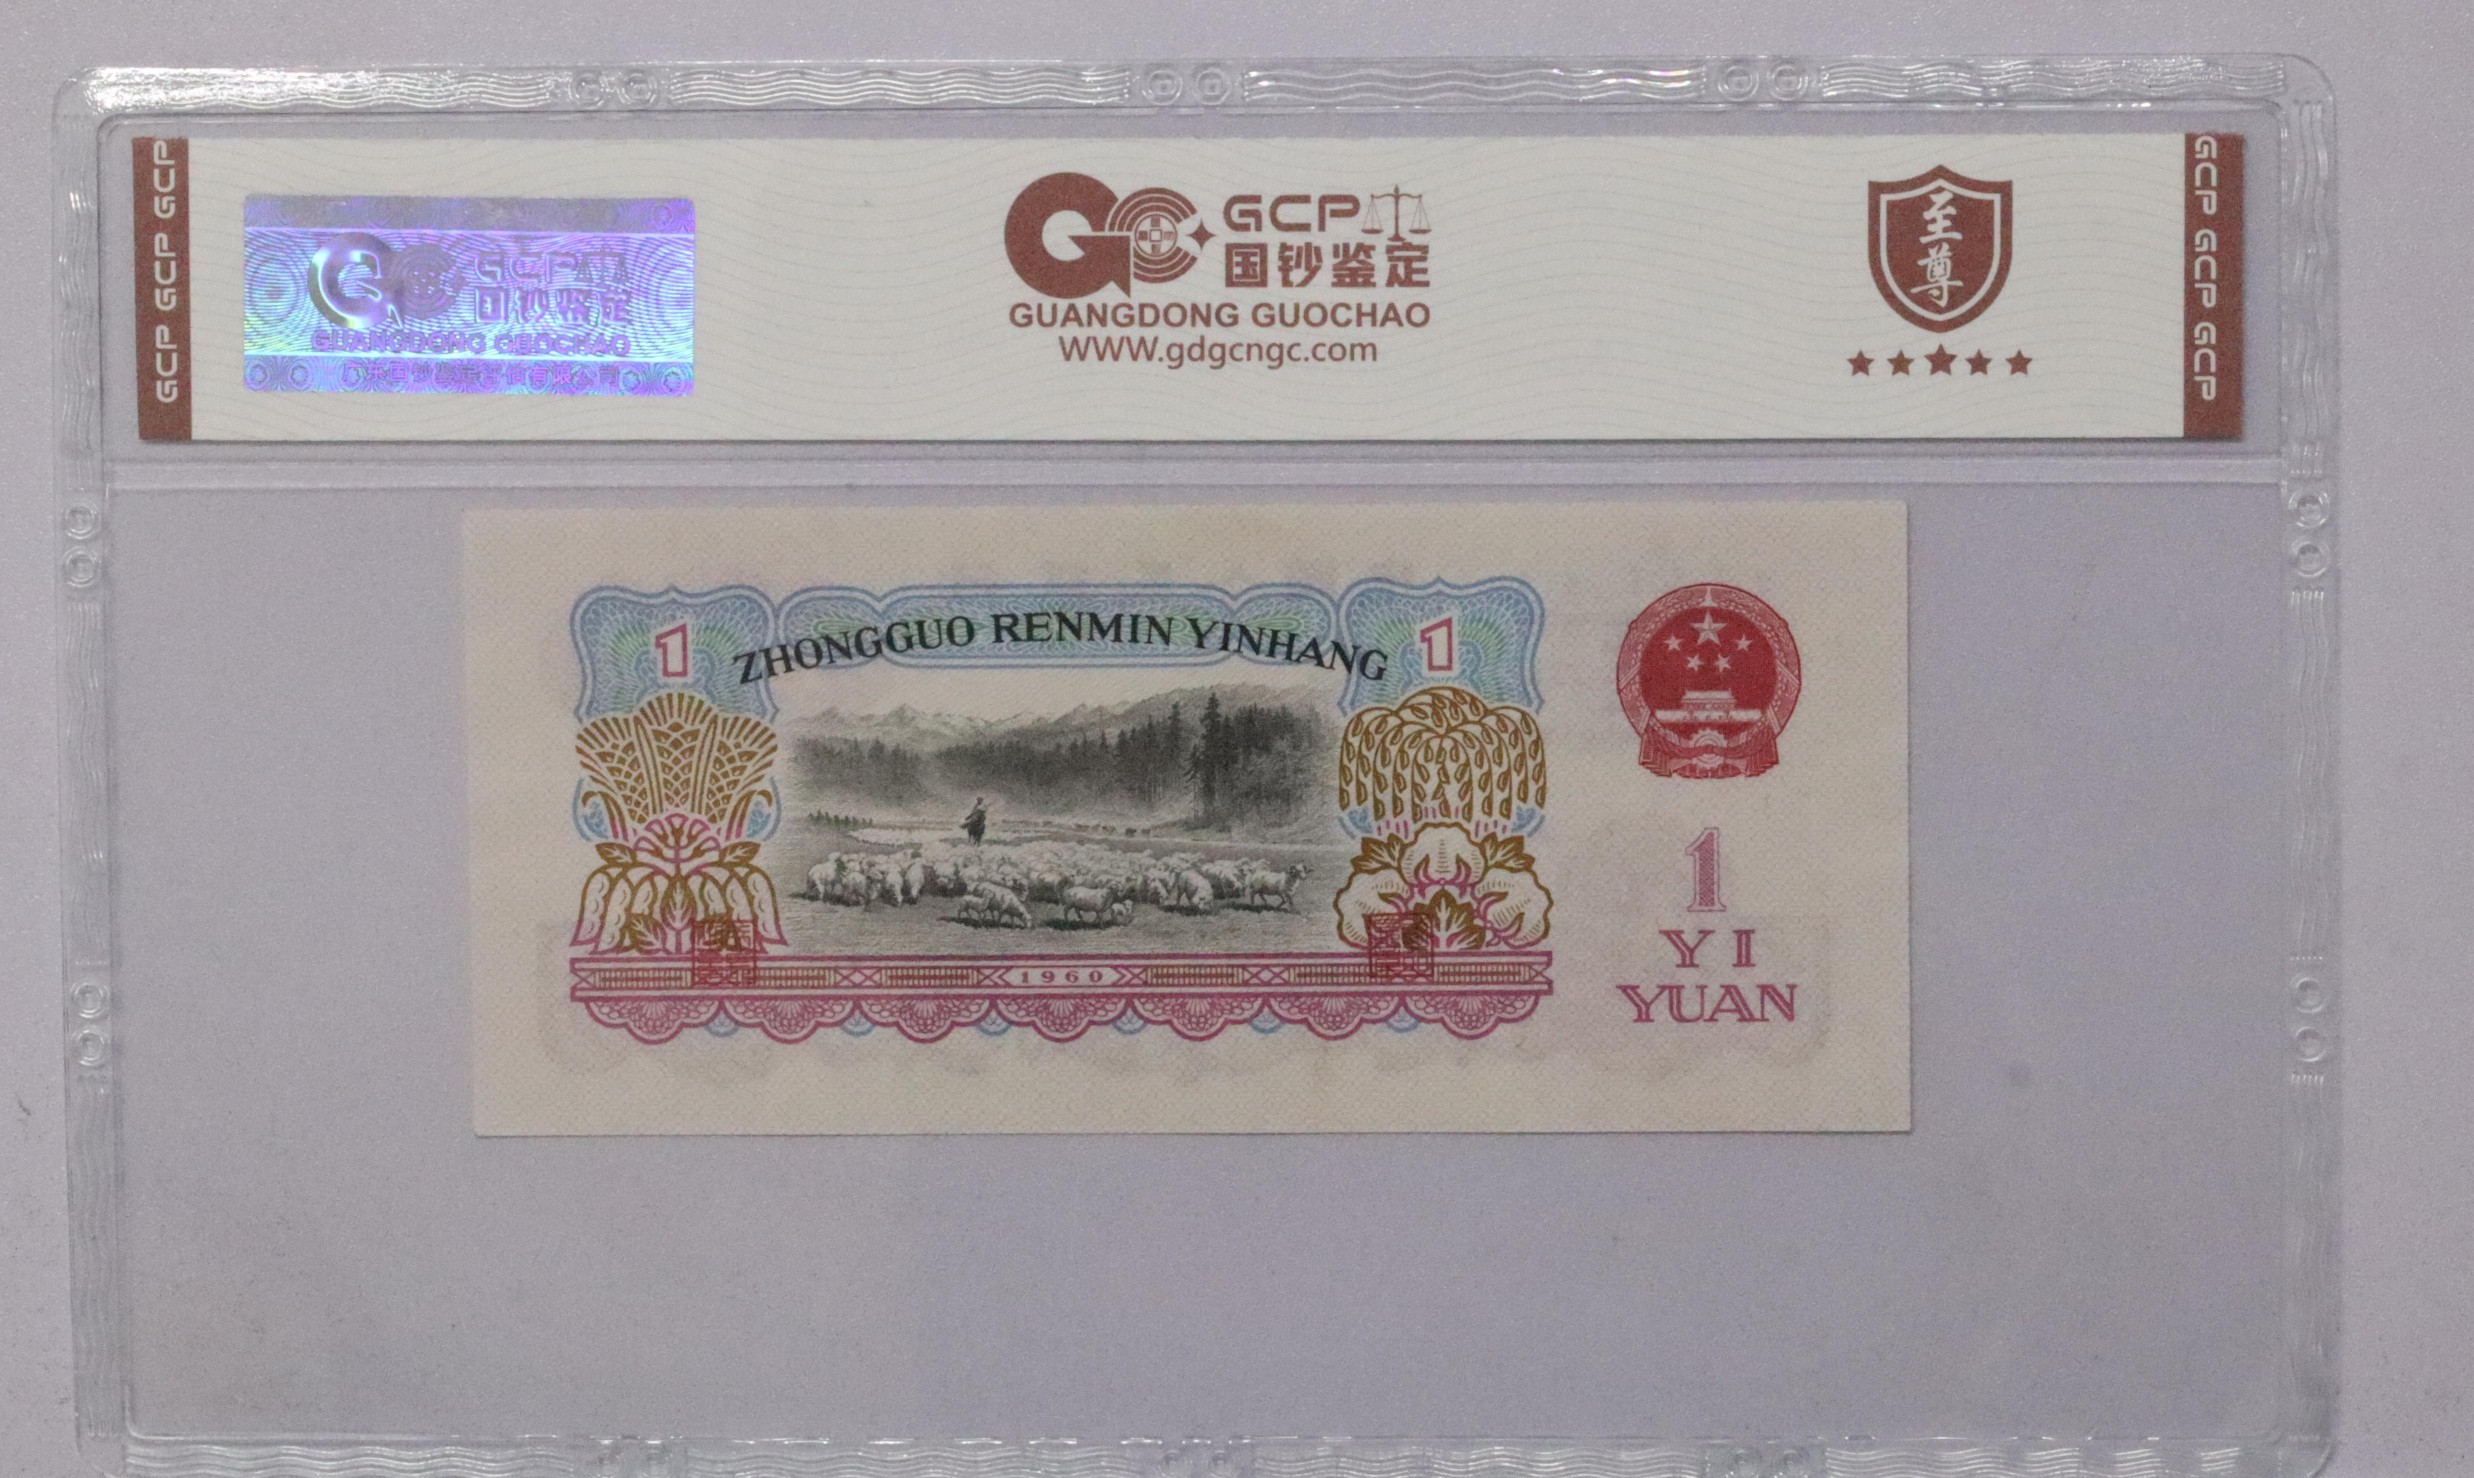 GCP GCP GCP
GCP
国钞鉴定
GUANGDONG GUOCHAO
GCP
国钞鉴定
GUANGDONG GUOCHAO
WWW.gdgcngc.com
至尊
GCP GCP GCP
1
ZHONGGUO RENMIN YINHANG
1
1960
1
YI
YUAN